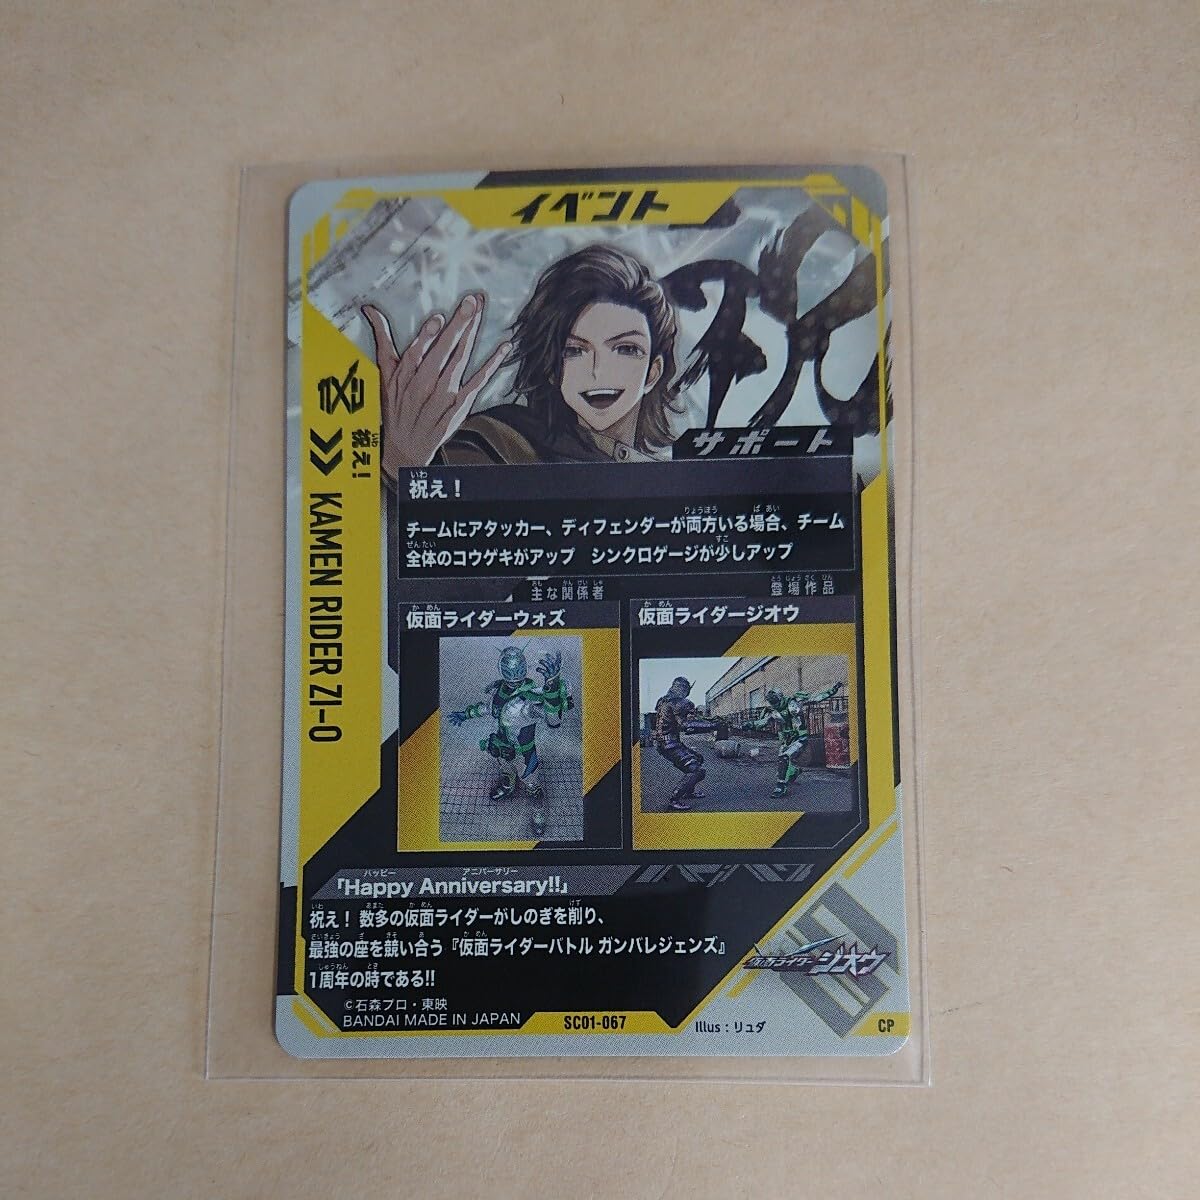 イベント
祝
祝え！
KAMEN RIDER ZI-O
サポート
祝え！
チームにアタッカー、ディフェンダーが両方いる場合、チーム
全体のコウゲキがアップ　シンクロゲージが少しアップ
主な関係者
登場作品
仮面ライダーウォズ
仮面ライダージオウ
「Happy Anniversary!!」
祝え！ 数多の仮面ライダーがしのぎを削り、
最強の座を競い合う『仮面ライダーバトル ガンバレジェンズ』
1周年の時である!!
仮面ライダー ジオウ
©石森プロ・東映
BANDAI MADE IN JAPAN
SC01-067
Illus：リュダ
CP